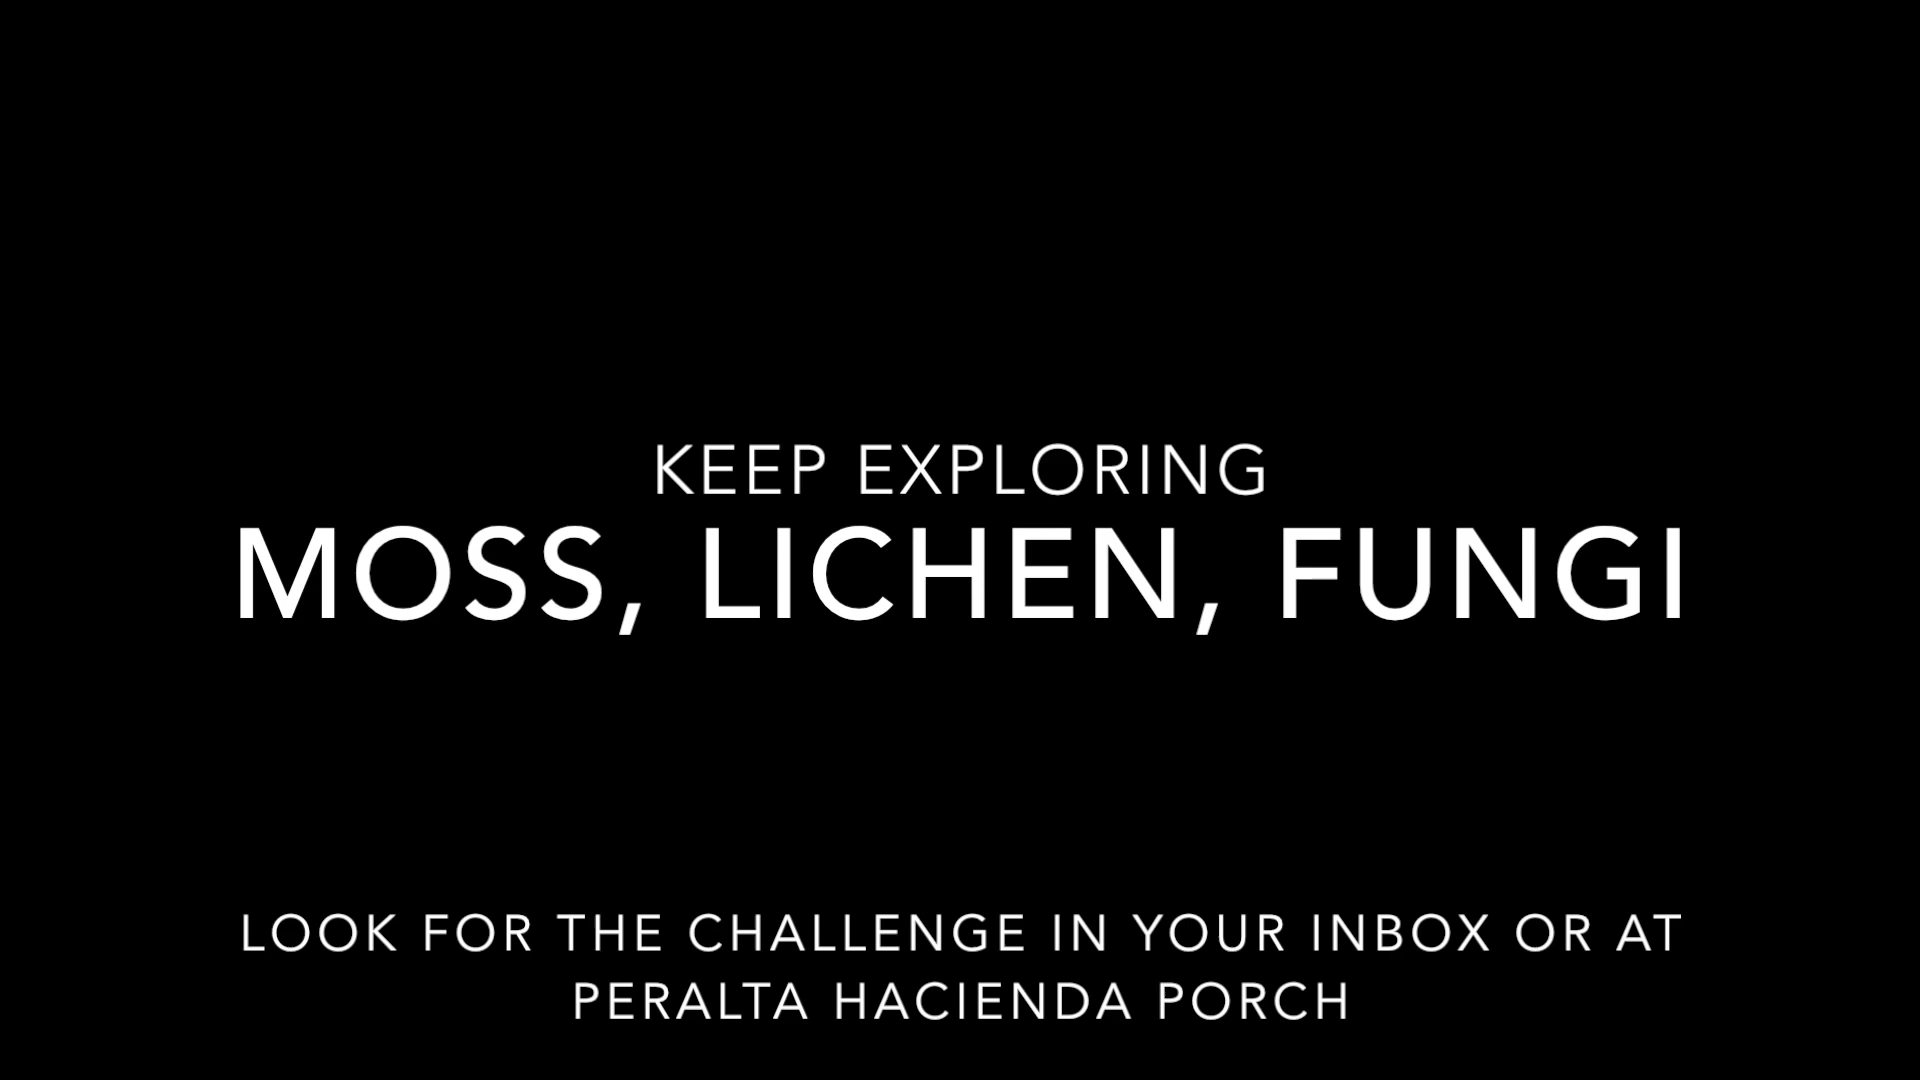 KEEP EXPLORING
MOSS, LICHEN, FUNGI
LOOK FOR THE CHALLENGE IN YOUR INBOX OR AT
PERALTA HACIENDA PORCH